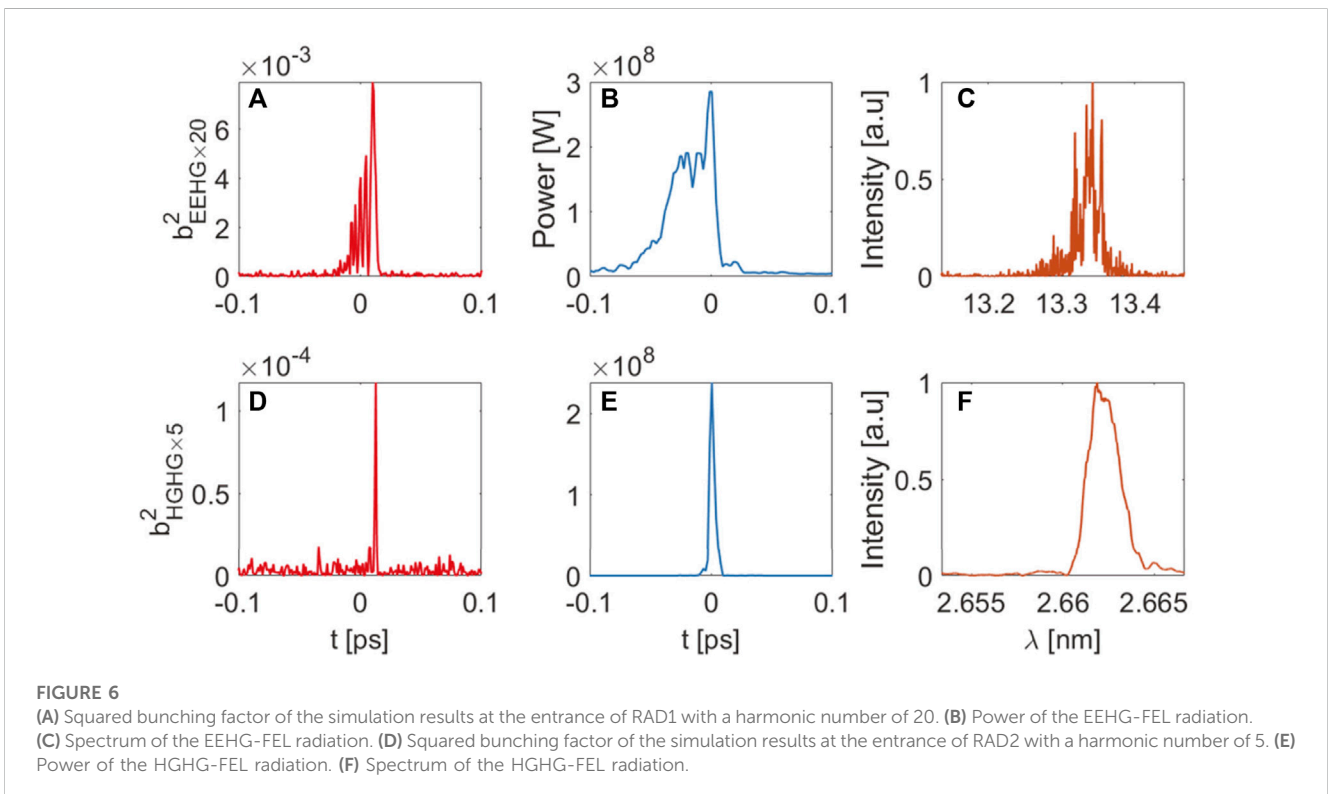 ×10⁻³
A
b²EEHG×20
6
4
2
0
-0.1 0 0.1
×10⁸
B
Power [W]
3
2
1
0
-0.1 0 0.1
C
Intensity [a.u]
1
0.5
0
13.2 13.3 13.4
×10⁻⁴
D
b²HGHG×5
1
0.5
0
-0.1 0 0.1
t [ps]
×10⁸
E
2
1
0
-0.1 0 0.1
t [ps]
F
Intensity [a.u]
1
0.5
0
2.655 2.66 2.665
λ [nm]
FIGURE 6
(A) Squared bunching factor of the simulation results at the entrance of RAD1 with a harmonic number of 20. (B) Power of the EEHG-FEL radiation.
(C) Spectrum of the EEHG-FEL radiation. (D) Squared bunching factor of the simulation results at the entrance of RAD2 with a harmonic number of 5. (E)
Power of the HGHG-FEL radiation. (F) Spectrum of the HGHG-FEL radiation.